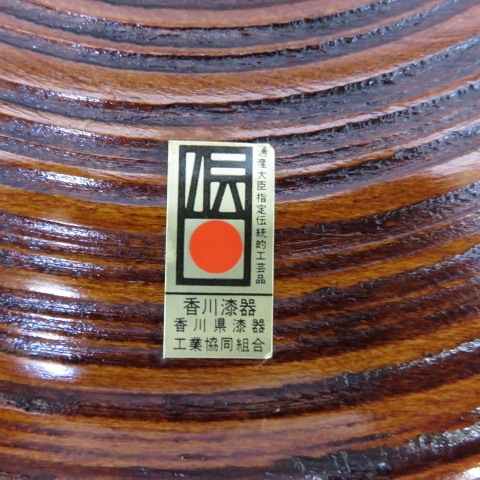 伝
通産大臣指定伝統的工芸品
香川漆器
香川県漆器
工業協同組合